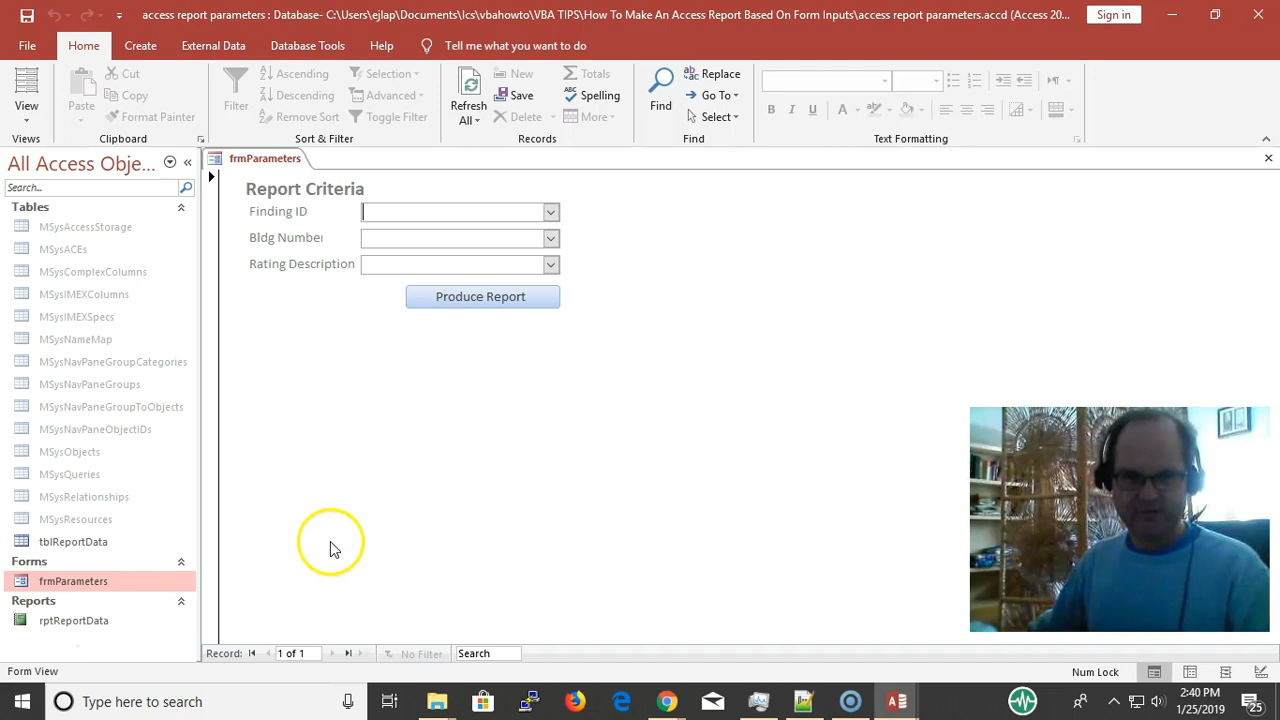 access report parameters : Database- C:\Users\ejlap\Documents\lcs\vbahowto\VBA TIPS\How To Make An Access Report Based On Form Inputs\access report parameters.accd (Access 20...
Sign in
File Home Create External Data Database Tools Help Tell me what you want to do
View
Views
Paste
Cut
Copy
Format Painter
Clipboard
Filter
Ascending
Descending
Remove Sort
Selection
Advanced
Toggle Filter
Sort & Filter
Refresh
All
New
Save
Delete
Totals
Spelling
More
Records
Find
Replace
Go To
Select
Find
Text Formatting
All Access Obje...
Search...
Tables
MSysAccessStorage
MSysACEs
MSysComplexColumns
MSysIMEXColumns
MSysIMEXSpecs
MSysNameMap
MSysNavPaneGroupCategories
MSysNavPaneGroups
MSysNavPaneGroupToObjects
MSysNavPaneObjectIDs
MSysObjects
MSysQueries
MSysRelationships
MSysResources
tblReportData
Forms
frmParameters
Reports
rptReportData
frmParameters
Report Criteria
Finding ID
Bldg Number
Rating Description
Produce Report
Record: 1 of 1 No Filter Search
Form View
Num Lock
Type here to search
2:40 PM
1/25/2019
25